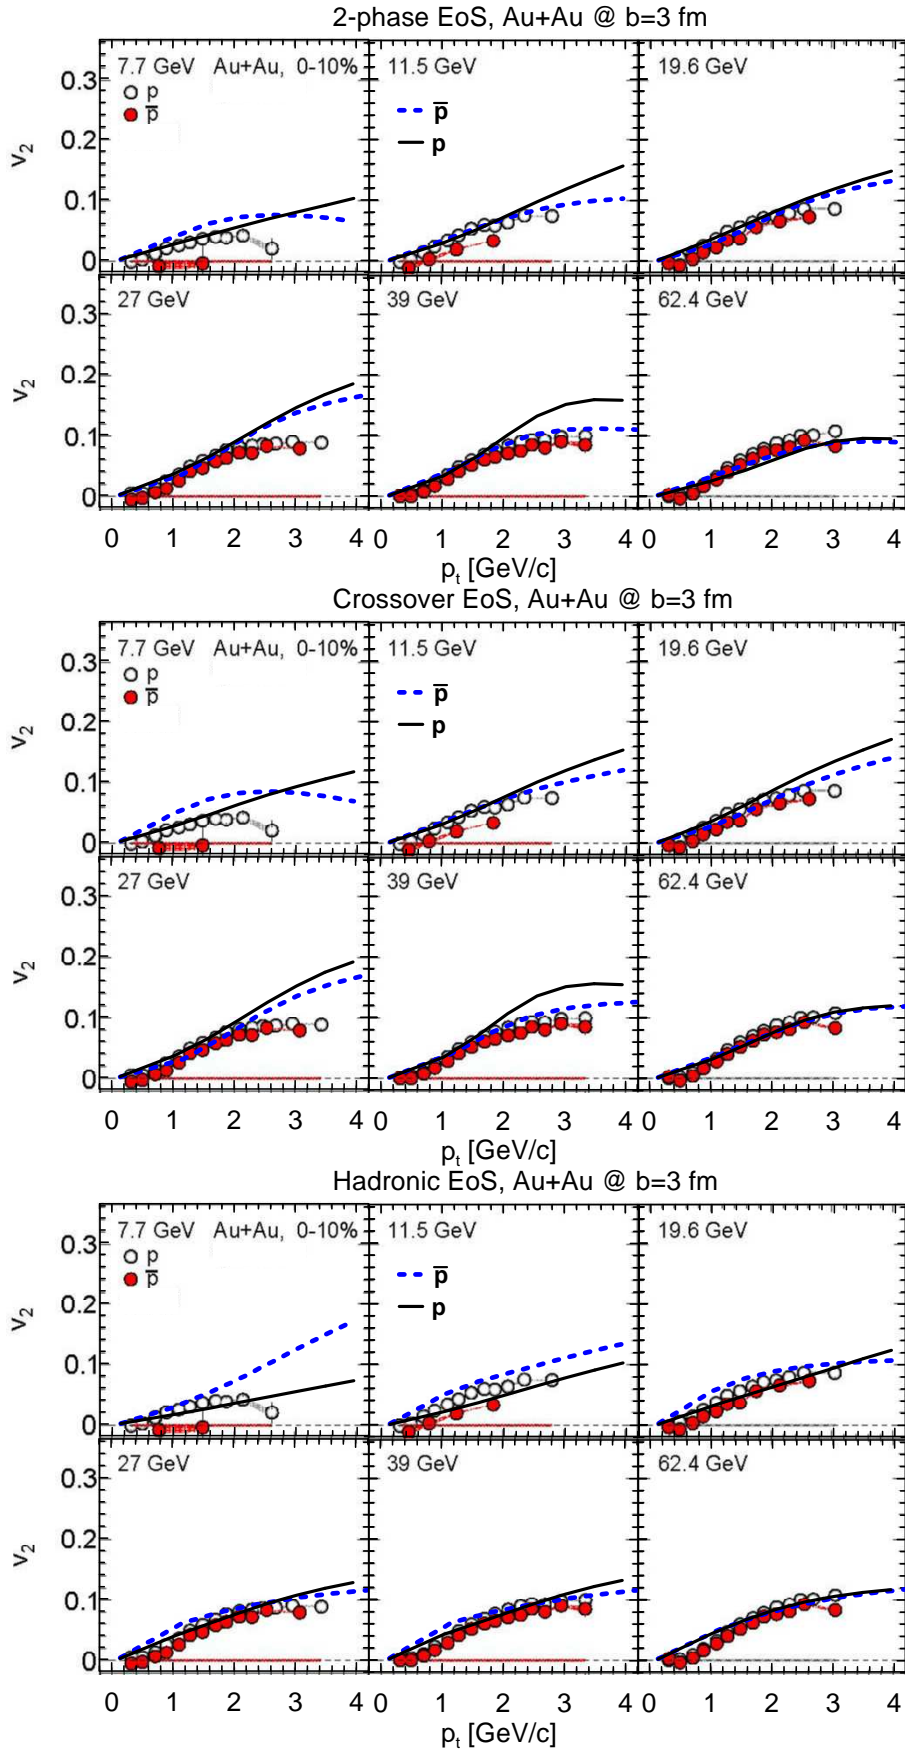 2-phase EoS, Au+Au @ b=3 fm
7.7 GeV Au+Au, 0-10% 11.5 GeV 19.6 GeV
p
p̅
p̅
p
0.3
0.2
0.1
0
v2
27 GeV 39 GeV 62.4 GeV
0.3
0.2
0.1
0
v2
0 1 2 3 4 0 1 2 3 4 0 1 2 3 4
pt [GeV/c]
Crossover EoS, Au+Au @ b=3 fm
7.7 GeV Au+Au, 0-10% 11.5 GeV 19.6 GeV
p
p̅
p̅
p
0.3
0.2
0.1
0
v2
27 GeV 39 GeV 62.4 GeV
0.3
0.2
0.1
0
v2
0 1 2 3 4 0 1 2 3 4 0 1 2 3 4
pt [GeV/c]
Hadronic EoS, Au+Au @ b=3 fm
7.7 GeV Au+Au, 0-10% 11.5 GeV 19.6 GeV
p
p̅
p̅
p
0.3
0.2
0.1
0
v2
27 GeV 39 GeV 62.4 GeV
0.3
0.2
0.1
0
v2
0 1 2 3 4 0 1 2 3 4 0 1 2 3 4
pt [GeV/c]